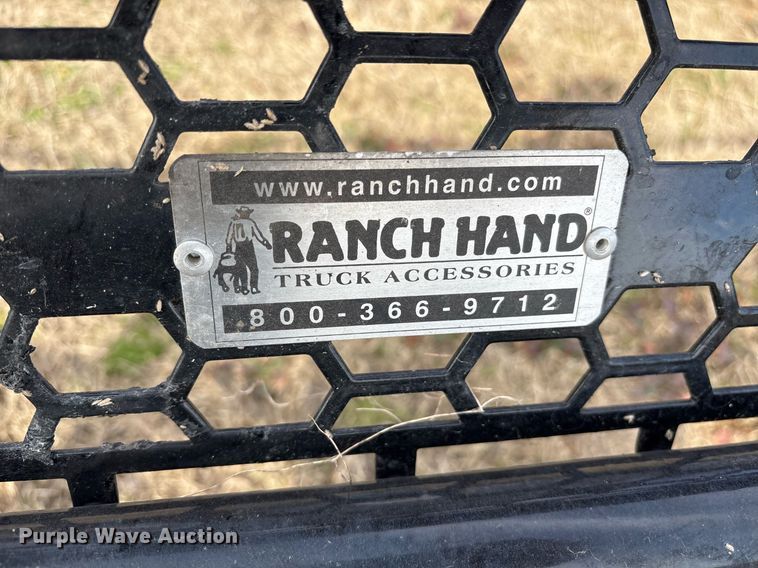 www.ranchhand.com
RANCH HAND®
TRUCK ACCESSORIES
800-366-9712
Purple Wave Auction